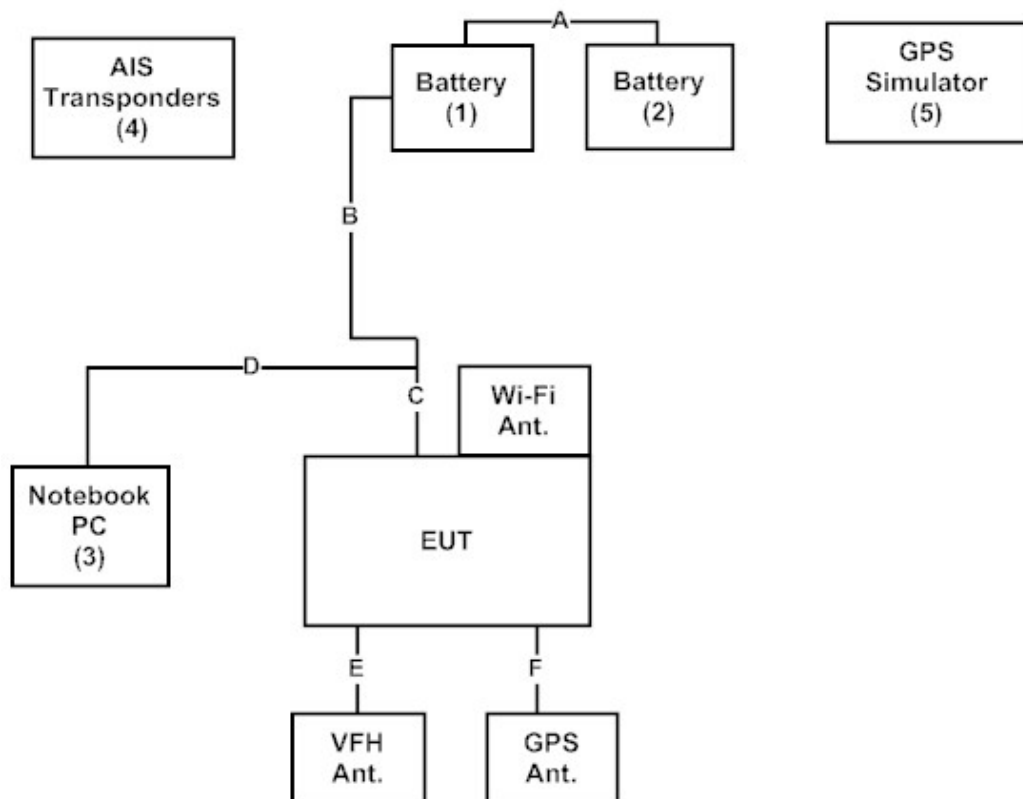 A
AIS
Transponders
(4)
Battery
(1)
Battery
(2)
GPS
Simulator
(5)
B
D
C
Wi-Fi
Ant.
Notebook
PC
(3)
EUT
E
F
VFH
Ant.
GPS
Ant.